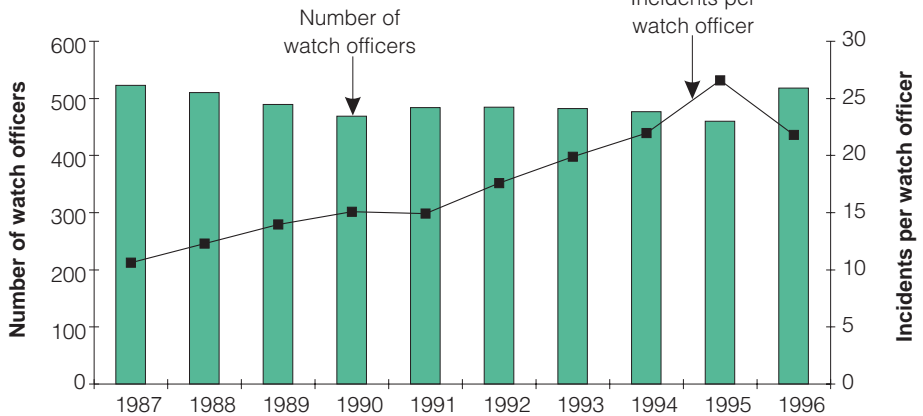 Incidents per
watch officer
Number of
watch officers
Number of watch officers
600
500
400
300
200
100
0
30
25
20
15
10
5
0
Incidents per watch officer
1987 1988 1989 1990 1991 1992 1993 1994 1995 1996